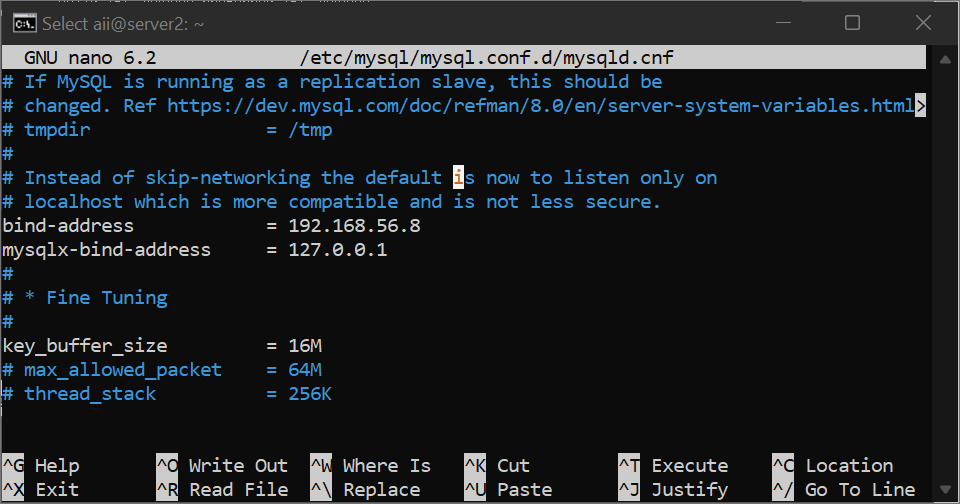 Select aii@server2: ~
GNU nano 6.2 /etc/mysql/mysql.conf.d/mysqld.cnf
# If MySQL is running as a replication slave, this should be
# changed. Ref https://dev.mysql.com/doc/refman/8.0/en/server-system-variables.html>
# tmpdir = /tmp
#
# Instead of skip-networking the default is now to listen only on
# localhost which is more compatible and is not less secure.
bind-address = 192.168.56.8
mysqlx-bind-address = 127.0.0.1
#
# * Fine Tuning
#
key_buffer_size = 16M
# max_allowed_packet = 64M
# thread_stack = 256K
^G Help ^O Write Out ^W Where Is ^K Cut ^T Execute ^C Location
^X Exit ^R Read File ^\ Replace ^U Paste ^J Justify ^/ Go To Line